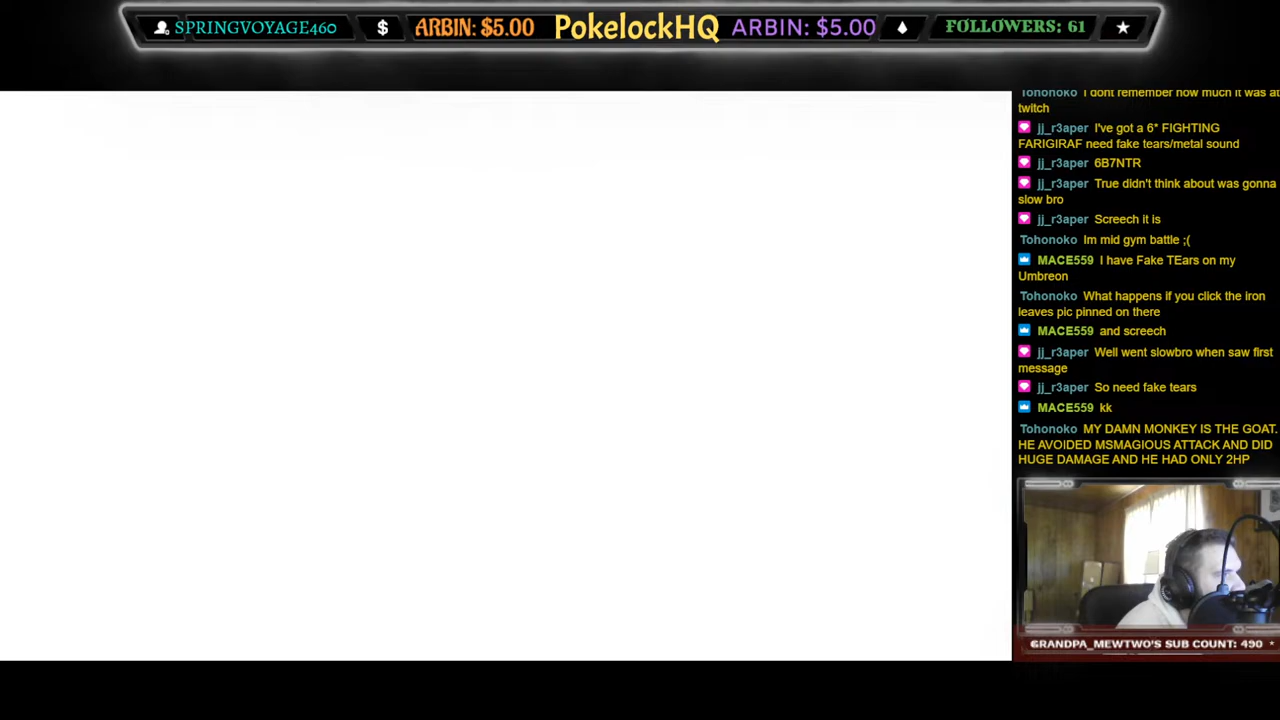 SPRINGVOYAGE460 $ ARBIN: $5.00 PokelockHQ ARBIN: $5.00 FOLLOWERS: 61
Tohonoko I dont remember how much it was at
twitch
jj_r3aper I've got a 6* FIGHTING
FARIGIRAF need fake tears/metal sound
jj_r3aper 6B7NTR
jj_r3aper True didn't think about was gonna
slow bro
jj_r3aper Screech it is
Tohonoko Im mid gym battle ;(
MACE559 I have Fake TEars on my
Umbreon
Tohonoko What happens if you click the iron
leaves pic pinned on there
MACE559 and screech
jj_r3aper Well went slowbro when saw first
message
jj_r3aper So need fake tears
MACE559 kk
Tohonoko MY DAMN MONKEY IS THE GOAT.
HE AVOIDED MSMAGIOUS ATTACK AND DID
HUGE DAMAGE AND HE HAD ONLY 2HP
GRANDPA_MEWTWO'S SUB COUNT: 490